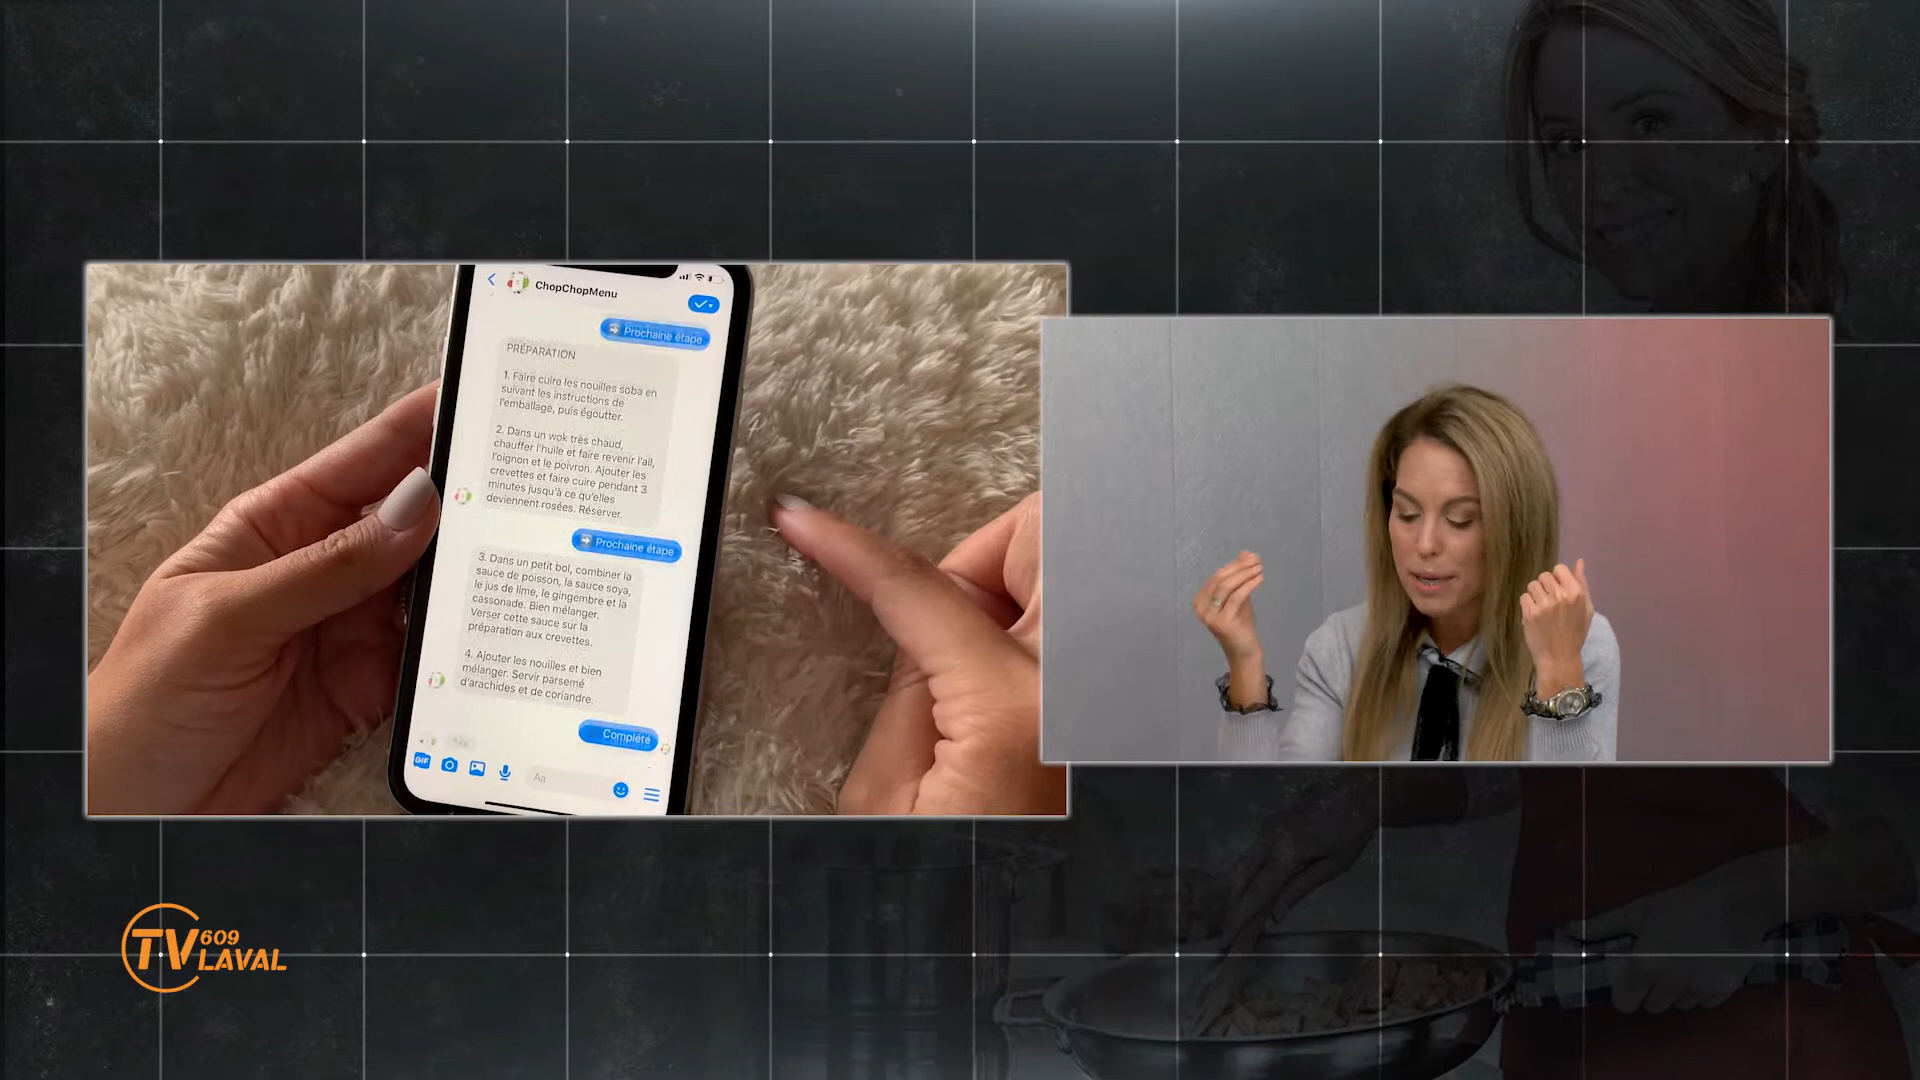 ChopChopMenu
Prochaine étape
PRÉPARATION
1. Faire cuire les nouilles soba en
suivant les instructions de
l'emballage, puis égoutter.
2. Dans un wok très chaud,
chauffer l'huile et faire revenir l'ail,
l'oignon et le poivron. Ajouter les
crevettes et faire cuire pendant 3
minutes jusqu'à ce qu'elles
deviennent rosées. Réserver.
Prochaine étape
3. Dans un petit bol, combiner la
sauce de poisson, la sauce soya,
le jus de lime, le gingembre et la
cassonade. Bien mélanger.
Verser cette sauce sur la
préparation aux crevettes.
4. Ajouter les nouilles et bien
mélanger. Servir parsemé
d'arachides et de coriandre.
Complété
GIF
Aa
TV 609
LAVAL